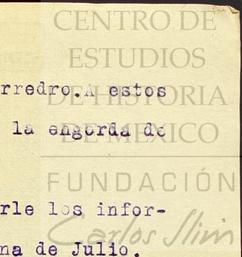 CENTRO DE
ESTUDIOS
DE HISTORIA
DE MEXICO
FUNDACIÓN
Carlos Slim
rredro.A estos
la engorda de
rle los infor-
na de Julio.